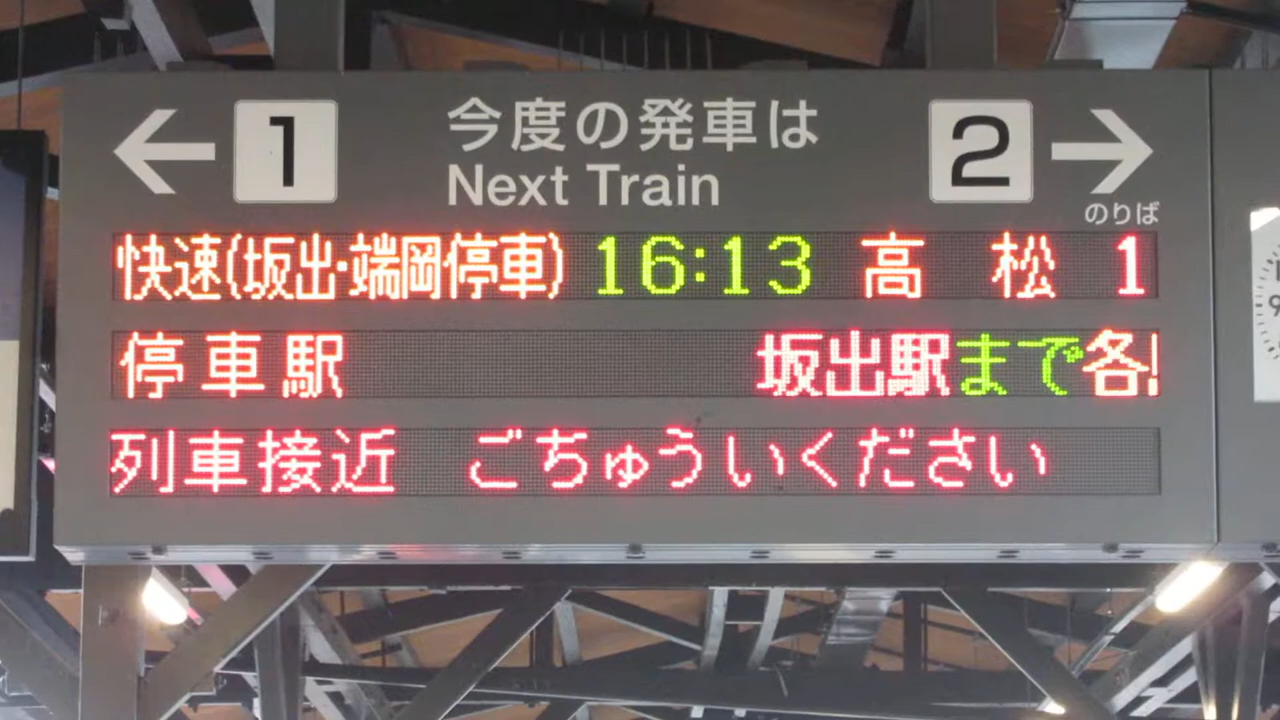 ← 1 今度の発車は 2 →
Next Train
のりば
快速(坂出・端岡停車) 16:13 高松 1
停車駅 坂出駅まで各
列車接近 ごちゅういください
9